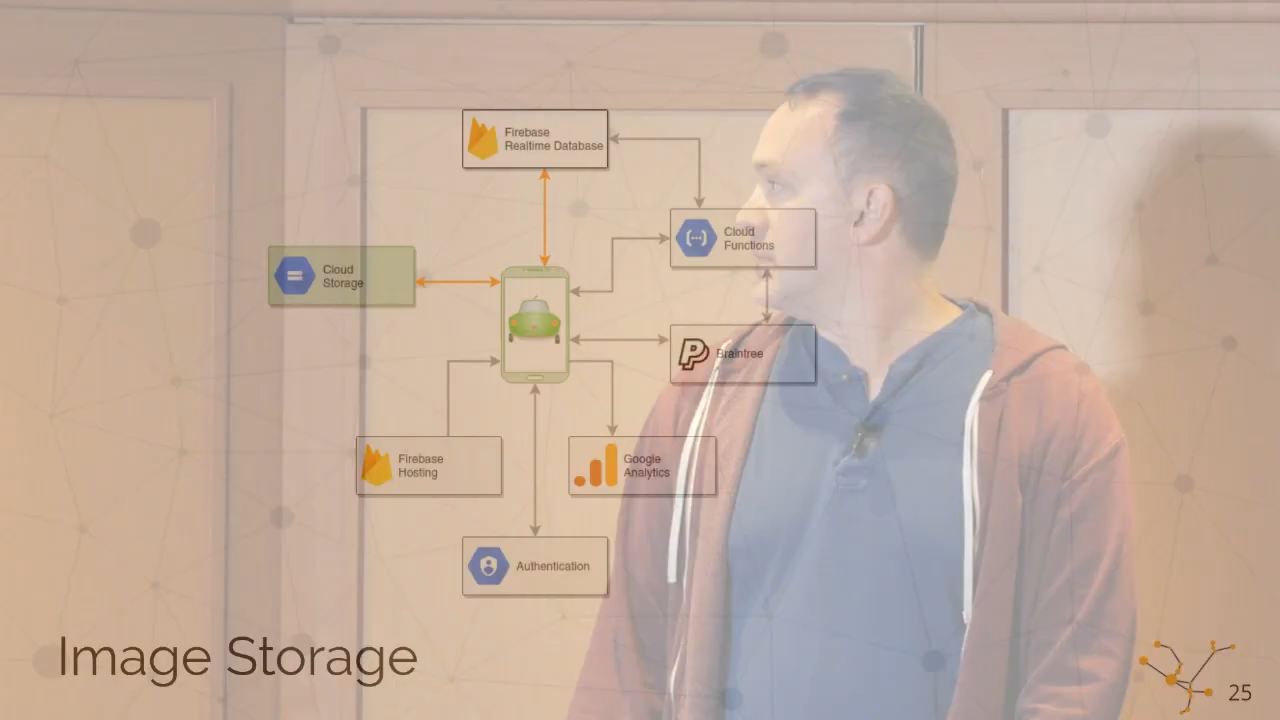 Firebase
Realtime Database
Cloud
Functions
Cloud
Storage
Braintree
Firebase
Hosting
Google
Analytics
Authentication
Image Storage
25